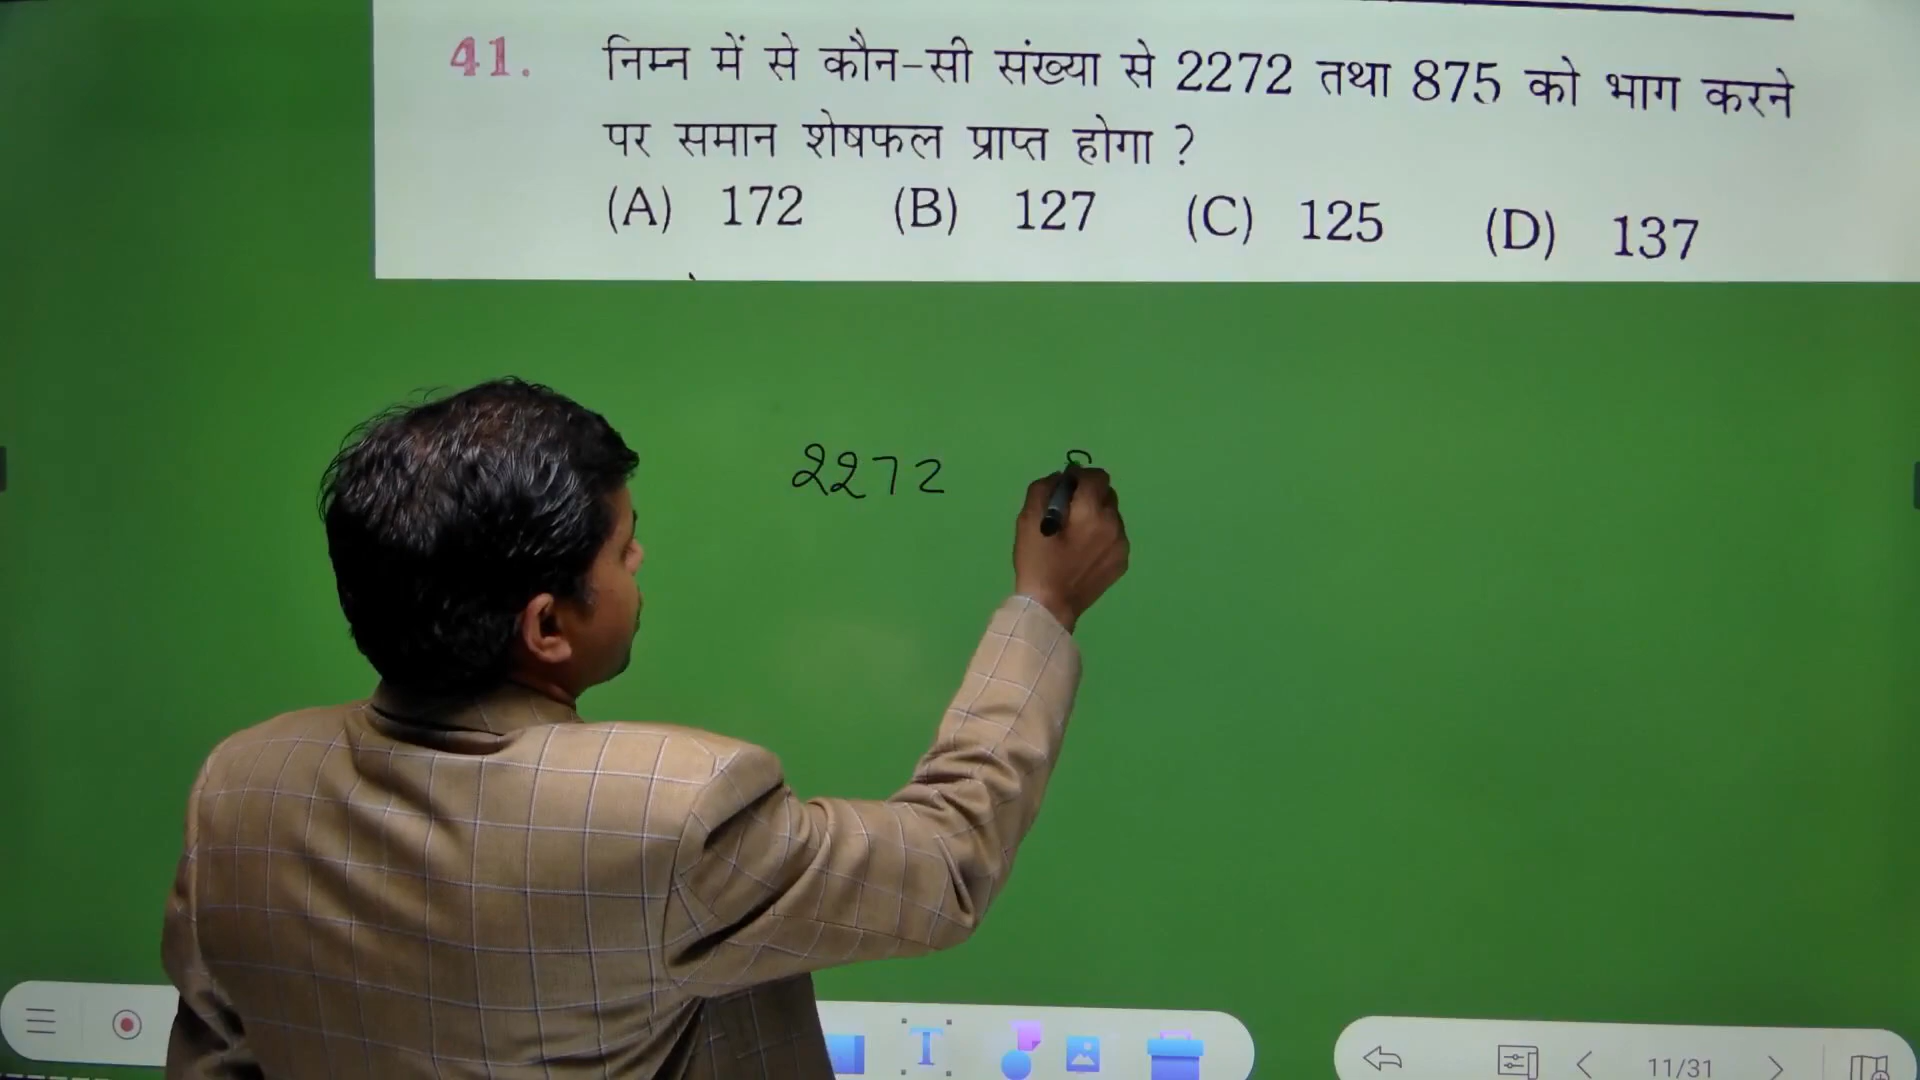 41. निम्न में से कौन-सी संख्या से 2272 तथा 875 को भाग करने
पर समान शेषफल प्राप्त होगा ?
(A) 172 (B) 127 (C) 125 (D) 137
2272
T
11/31